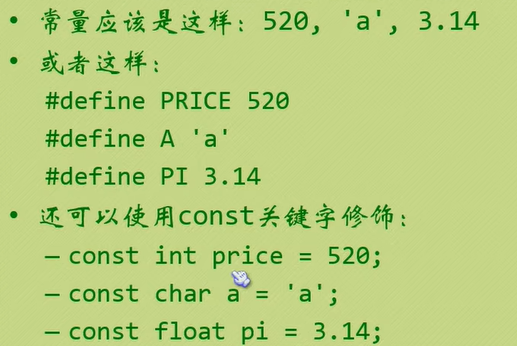 • 常量应该是这样：520, 'a', 3.14
• 或者这样：
#define PRICE 520
#define A 'a'
#define PI 3.14
• 还可以使用const关键字修饰：
– const int price = 520;
– const char a = 'a';
– const float pi = 3.14;